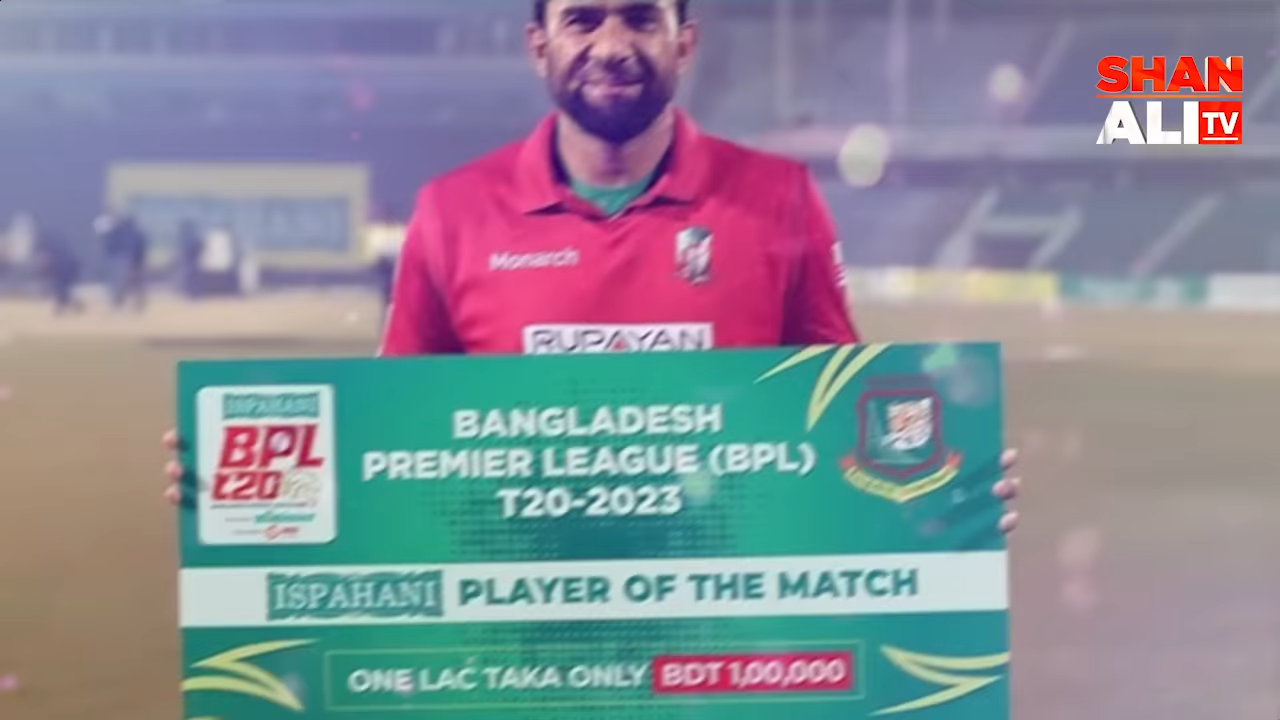 SHAN
ALI TV
Monarch
RUPAYAN
ISPAHANI
BPL
t20
BANGLADESH
PREMIER LEAGUE (BPL)
T20-2023
ISPAHANI PLAYER OF THE MATCH
ONE LAC TAKA ONLY BDT 1,00,000